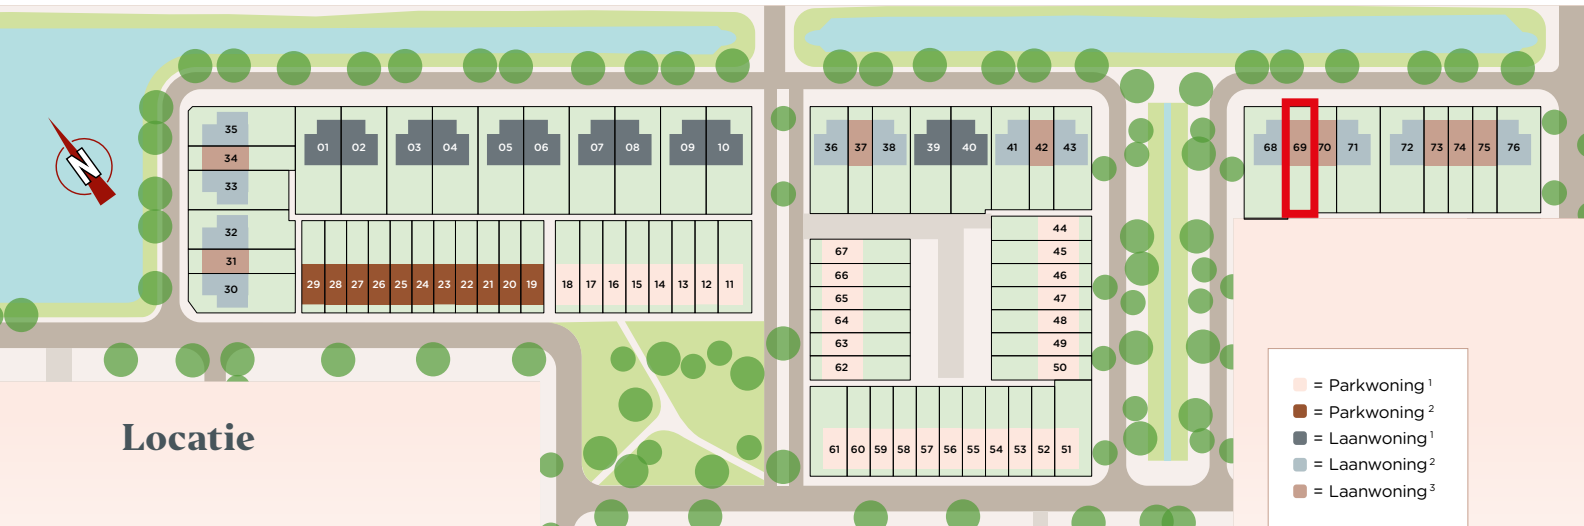 35
34
33
32
31
30
01 02 03 04 05 06 07 08 09 10
29 28 27 26 25 24 23 22 21 20 19
18 17 16 15 14 13 12 11
36 37 38 39 40 41 42 43
44
45
46
47
48
49
50
67
66
65
64
63
62
61 60 59 58 57 56 55 54 53 52 51
68 69 70 71 72 73 74 75 76
N
Locatie
= Parkwoning 1
= Parkwoning 2
= Laanwoning 1
= Laanwoning 2
= Laanwoning 3